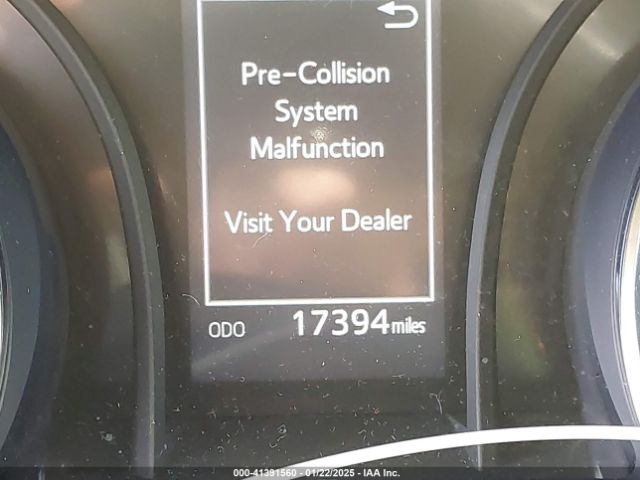 Pre-Collision
System
Malfunction
Visit Your Dealer
ODO 17394 miles
000-41391560 - 01/22/2025 - IAA Inc.